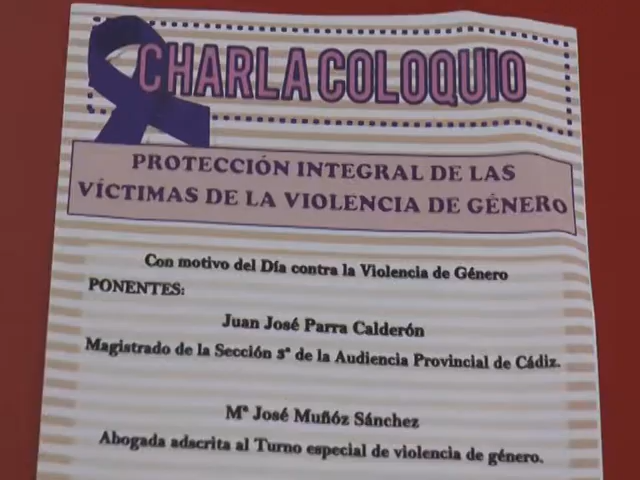 CHARLA COLOQUIO
PROTECCIÓN INTEGRAL DE LAS
VÍCTIMAS DE LA VIOLENCIA DE GÉNERO
Con motivo del Día contra la Violencia de Género
PONENTES:
Juan José Parra Calderón
Magistrado de la Sección 3ª de la Audiencia Provincial de Cádiz.
Mª José Muñóz Sánchez
Abogada adscrita al Turno especial de violencia de género.